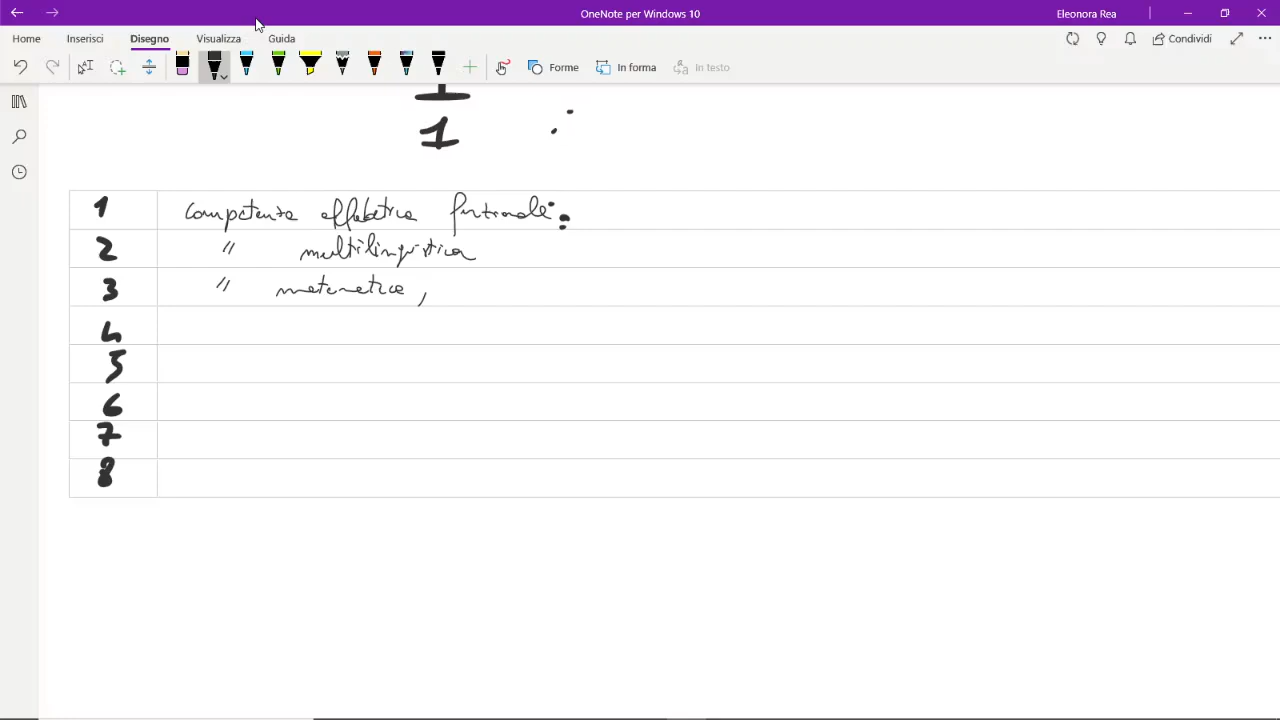 OneNote per Windows 10
Eleonora Rea
Home Inserisci Disegno Visualizza Guida
Condividi
Forme In forma In testo
1
1 Competenza alfabetica funzionale:
2 " multilinguistica
3 " matematica,
4
5
6
7
8